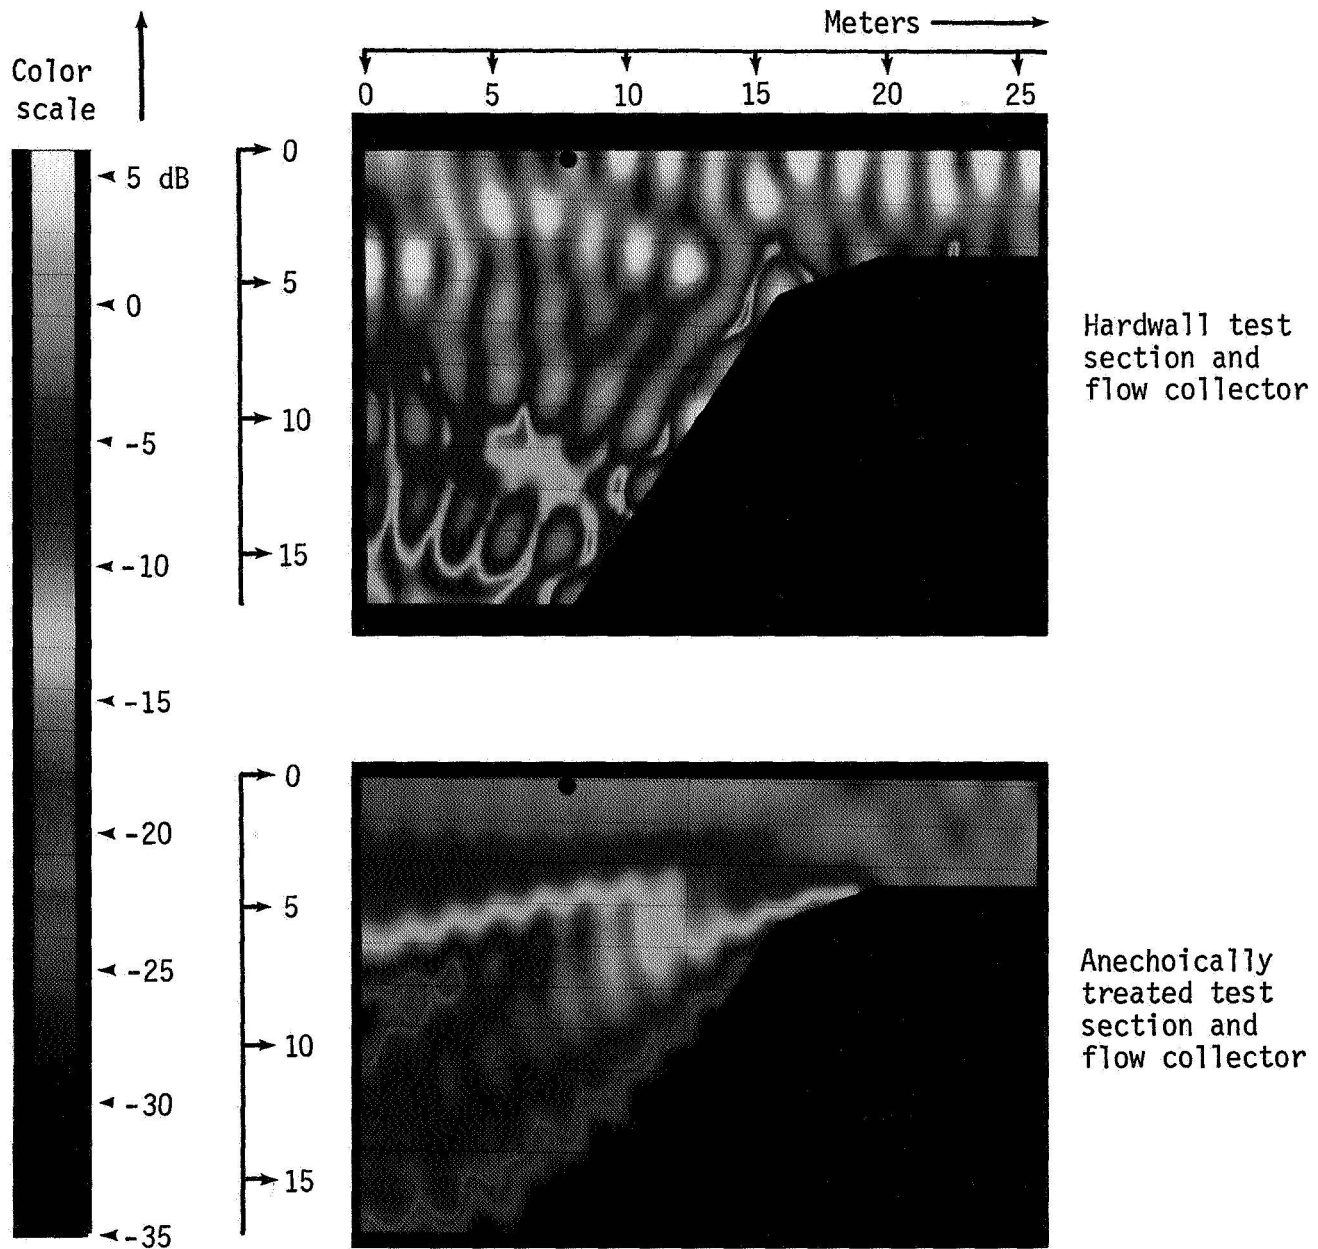 Meters
Color
scale
0 5 10 15 20 25
5 dB
0
-5
-10
-15
-20
-25
-30
-35
0
5
10
15
Hardwall test
section and
flow collector
0
5
10
15
Anechoically
treated test
section and
flow collector